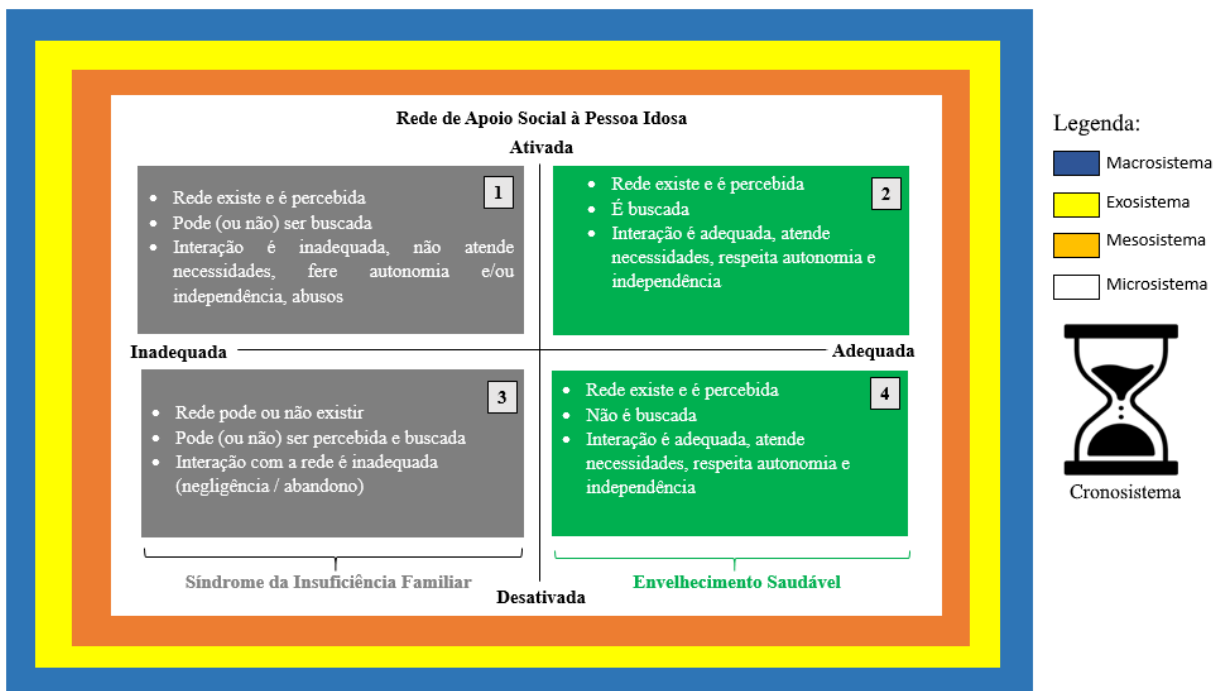 Rede de Apoio Social à Pessoa Idosa
Ativada
1
• Rede existe e é percebida
• Pode (ou não) ser buscada
• Interação é inadequada, não atende
necessidades, fere autonomia e/ou
independência, abusos
2
• Rede existe e é percebida
• É buscada
• Interação é adequada, atende
necessidades, respeita autonomia e
independência
Inadequada
Adequada
3
• Rede pode ou não existir
• Pode (ou não) ser percebida e buscada
• Interação com a rede é inadequada
(negligência / abandono)
4
• Rede existe e é percebida
• Não é buscada
• Interação é adequada, atende
necessidades, respeita autonomia e
independência
Síndrome da Insuficiência Familiar
Envelhecimento Saudável
Desativada
Legenda:
Macrosistema
Exosistema
Mesosistema
Microsistema
Cronosistema